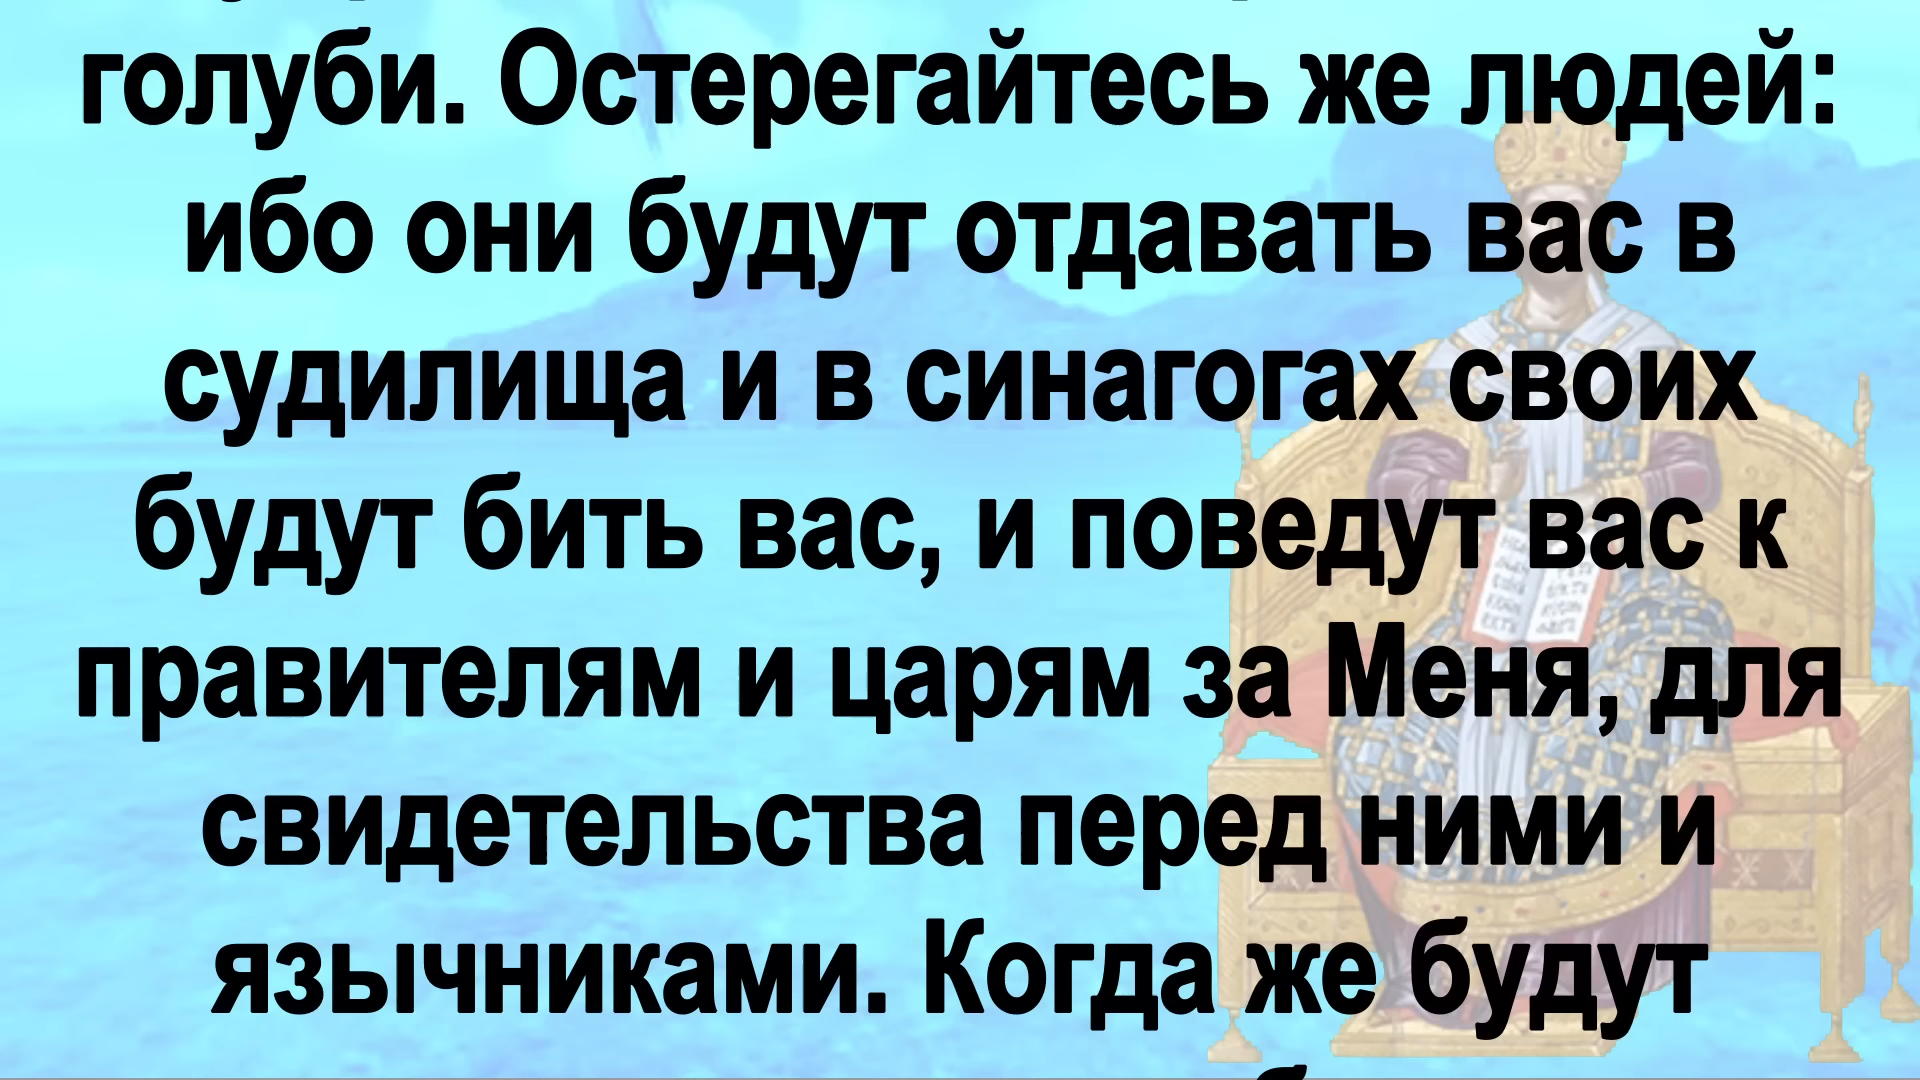 голуби. Остерегайтесь же людей:
ибо они будут отдавать вас в
судилища и в синагогах своих
будут бить вас, и поведут вас к
правителям и царям за Меня, для
свидетельства перед ними и
язычниками. Когда же будут